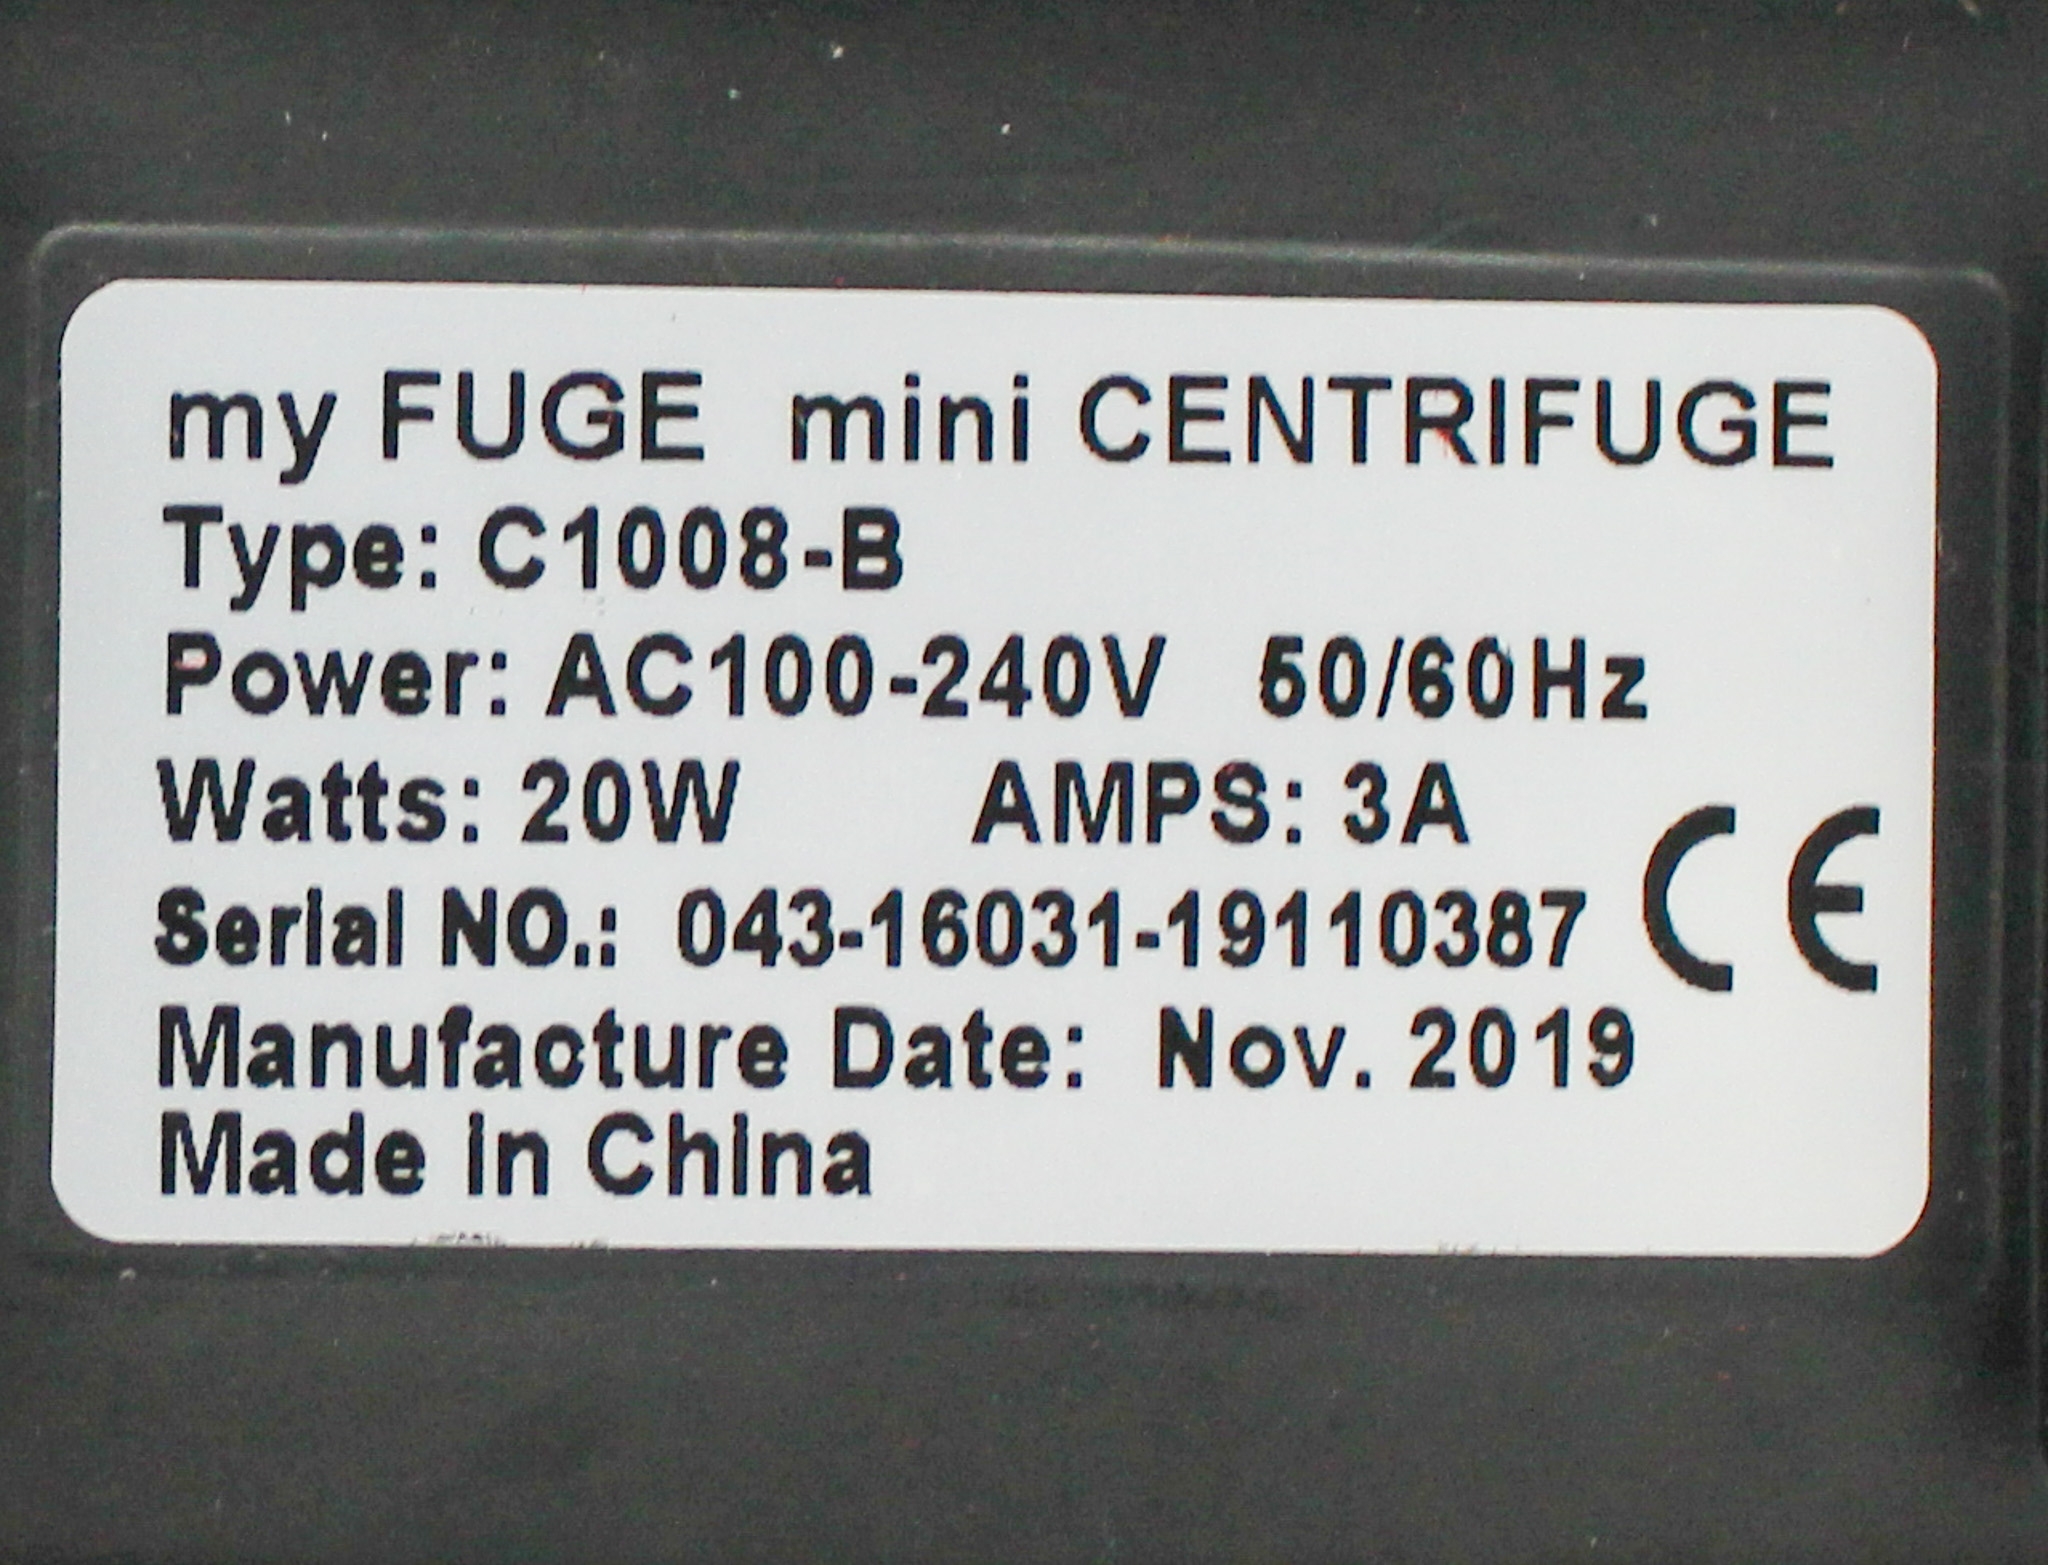 my FUGE mini CENTRIFUGE
Type: C1008-B
Power: AC100-240V 50/60Hz
Watts: 20W AMPS: 3A
Serial NO.: 043-16031-19110387
CE
Manufacture Date: Nov. 2019
Made in China